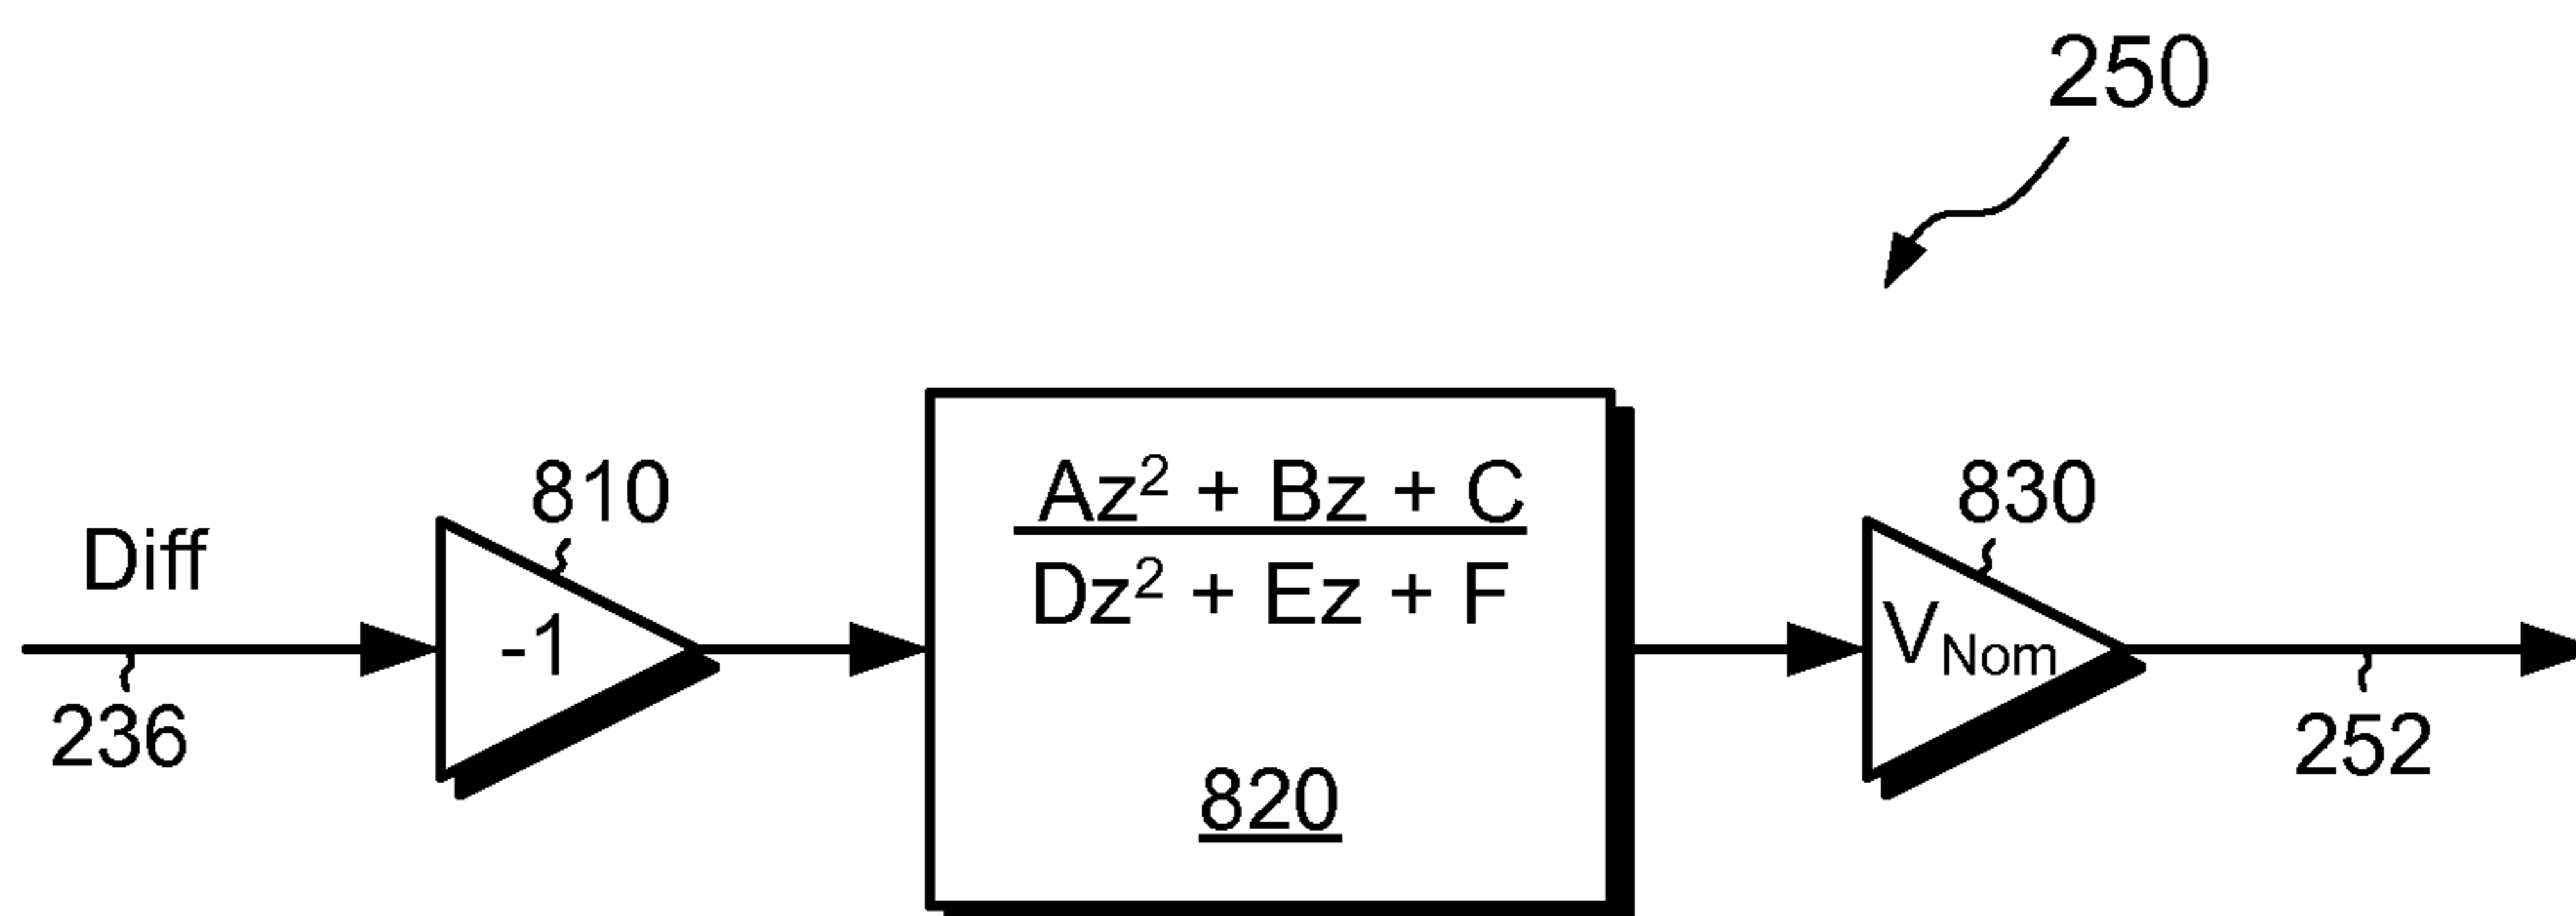 250
810
830
Diff
-1
Az² + Bz + C
Dz² + Ez + F
V_Nom
236
820
252